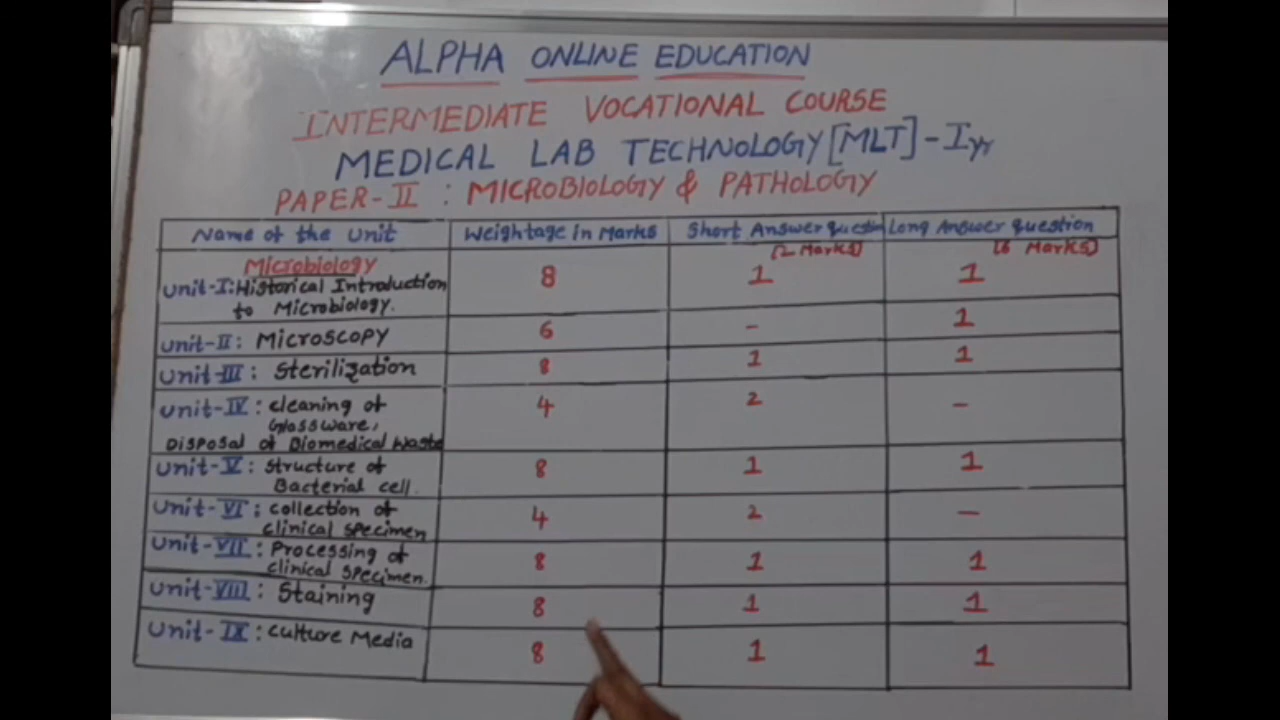 ALPHA ONLINE EDUCATION
INTERMEDIATE VOCATIONAL COURSE
MEDICAL LAB TECHNOLOGY [MLT] - I yr
PAPER-II : MICROBIOLOGY & PATHOLOGY
Name of the Unit Weightage in Marks Short Answer question Long Answer question
(2 Marks) (6 Marks)
Microbiology
Unit-I: Historical Introduction 8 1 1
to Microbiology.
Unit-II: Microscopy 6 - 1
Unit-III: Sterilization 8 1 1
Unit-IV: cleaning of 4 2 -
Glassware,
Disposal of Biomedical Waste
Unit-V: Structure of 8 1 1
Bacterial cell.
Unit-VI: collection of 4 2 -
clinical specimen
Unit-VII: Processing of 8 1 1
clinical specimen.
Unit-VIII: Staining 8 1 1
Unit-IX: culture Media 8 1 1